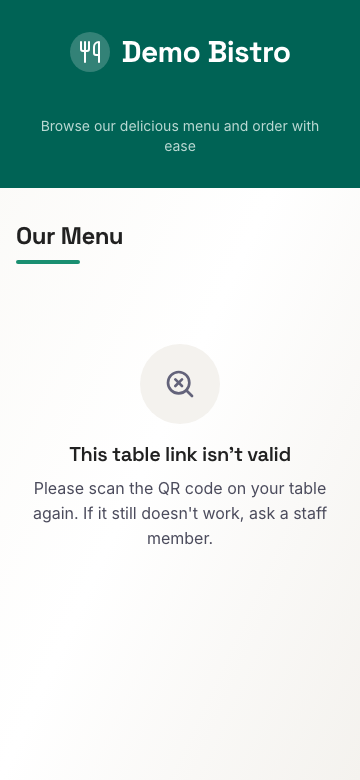 Demo Bistro
Browse our delicious menu and order with
ease
Our Menu
This table link isn't valid
Please scan the QR code on your table
again. If it still doesn't work, ask a staff
member.